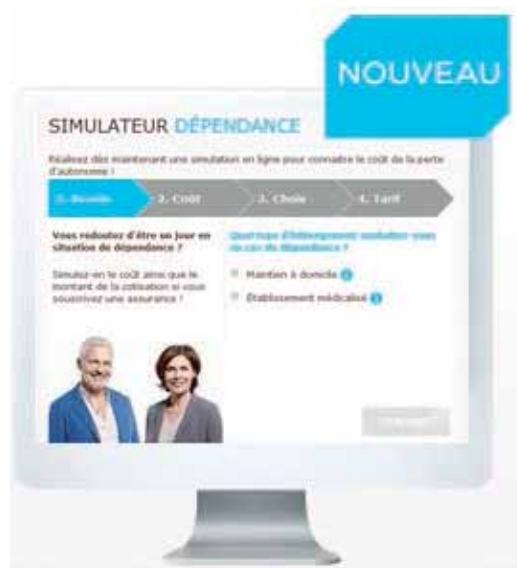 NOUVEAU
SIMULATEUR DÉPENDANCE
Réalisez dès maintenant une simulation en ligne pour connaitre le coût de la perte
d'autonomie !
1. Besoin
2. Coût
3. Choix
4. Tarif
Vous redoutez d'être un jour en
situation de dépendance ?
Simulez-en le coût ainsi que le
montant de la cotisation si vous
souscrivez une assurance !
Quel type d'hébergement souhaitez-vous
en cas de dépendance ?
Maintien à domicile
Établissement médicalisé